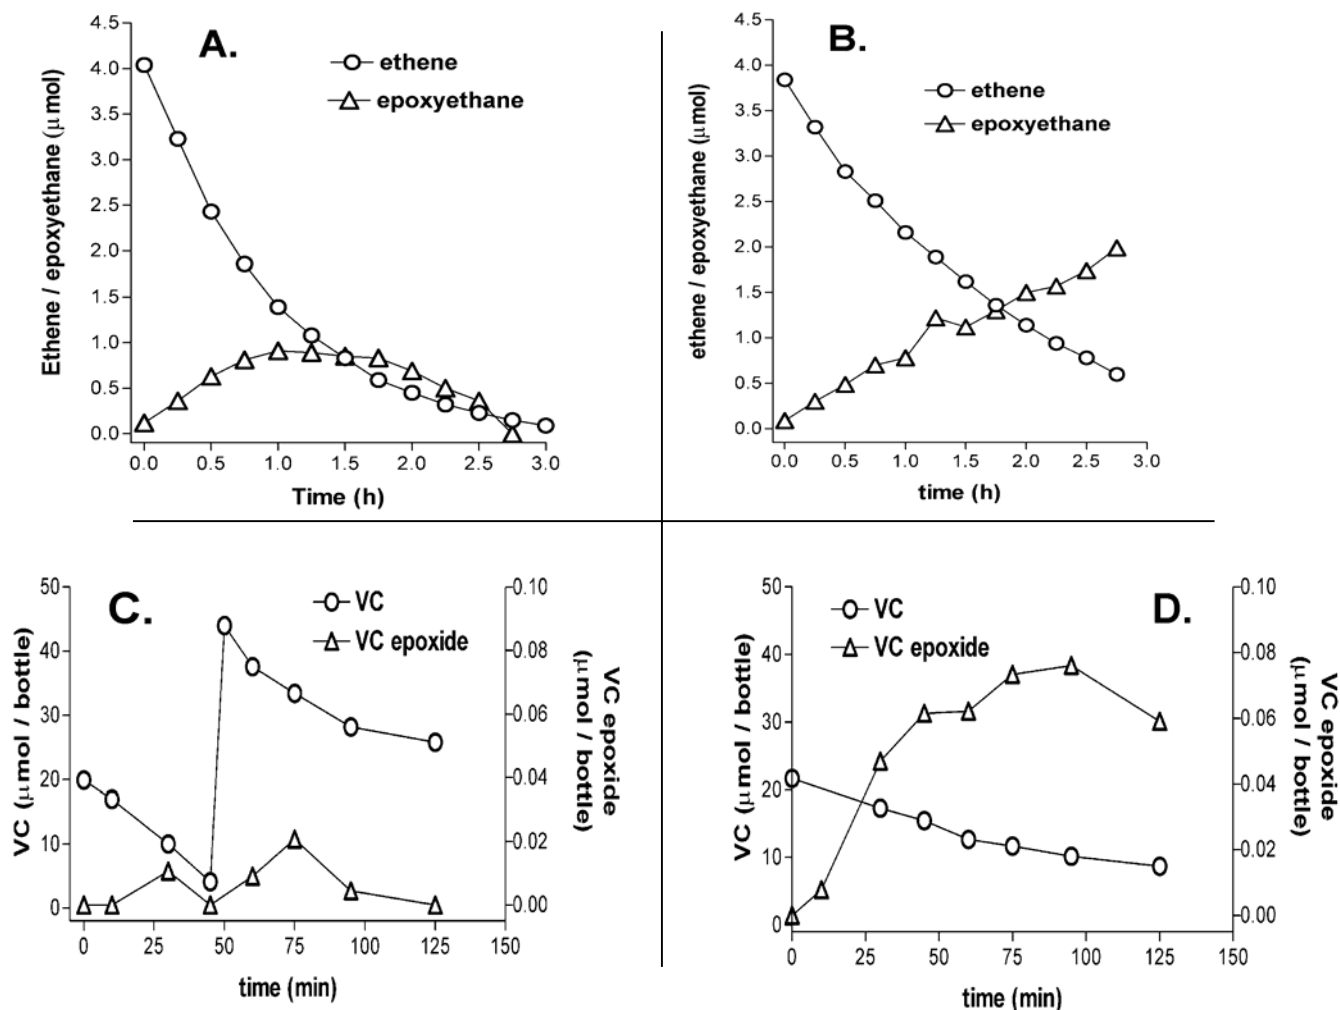 A.
ethene
epoxyethane
Ethene / epoxyethane (μmol)
4.5
4.0
3.5
3.0
2.5
2.0
1.5
1.0
0.5
0.0
0.0 0.5 1.0 1.5 2.0 2.5 3.0
Time (h)
B.
ethene
epoxyethane
ethene / epoxyethane (μmol)
4.5
4.0
3.5
3.0
2.5
2.0
1.5
1.0
0.5
0.0
0.0 0.5 1.0 1.5 2.0 2.5 3.0
time (h)
C.
VC
VC epoxide
VC (μmol / bottle)
50
40
30
20
10
0
0.10
0.08
0.06
0.04
0.02
0.00
VC epoxide
(μmol / bottle)
0 25 50 75 100 125 150
time (min)
D.
VC
VC epoxide
VC (μmol / bottle)
50
40
30
20
10
0
0.10
0.08
0.06
0.04
0.02
0.00
VC epoxide
(μmol / bottle)
0 25 50 75 100 125 150
time (min)